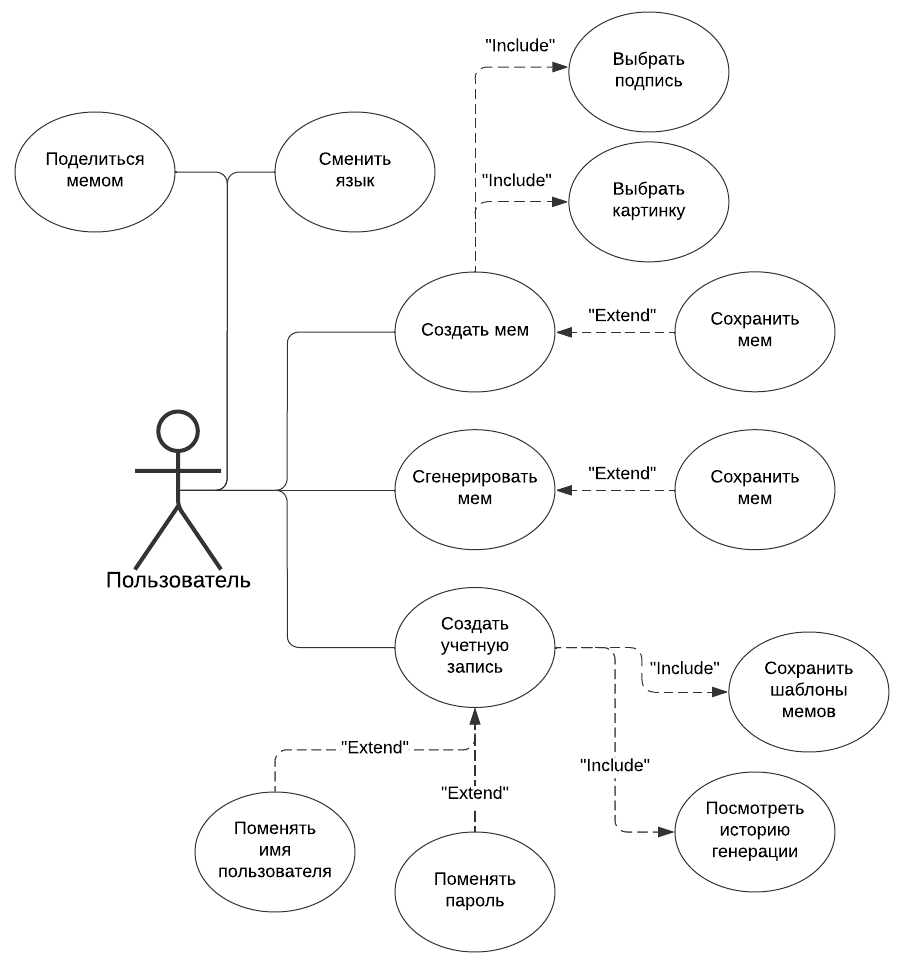 "Include"
Выбрать
подпись
Поделиться
мемом
Сменить
язык
"Include"
Выбрать
картинку
Создать мем
"Extend"
Сохранить
мем
Сгенерировать
мем
"Extend"
Сохранить
мем
Пользователь
Создать
учетную
запись
"Include"
Сохранить
шаблоны
мемов
"Extend"
"Include"
"Extend"
Поменять
имя
пользователя
Поменять
пароль
Посмотреть
историю
генерации